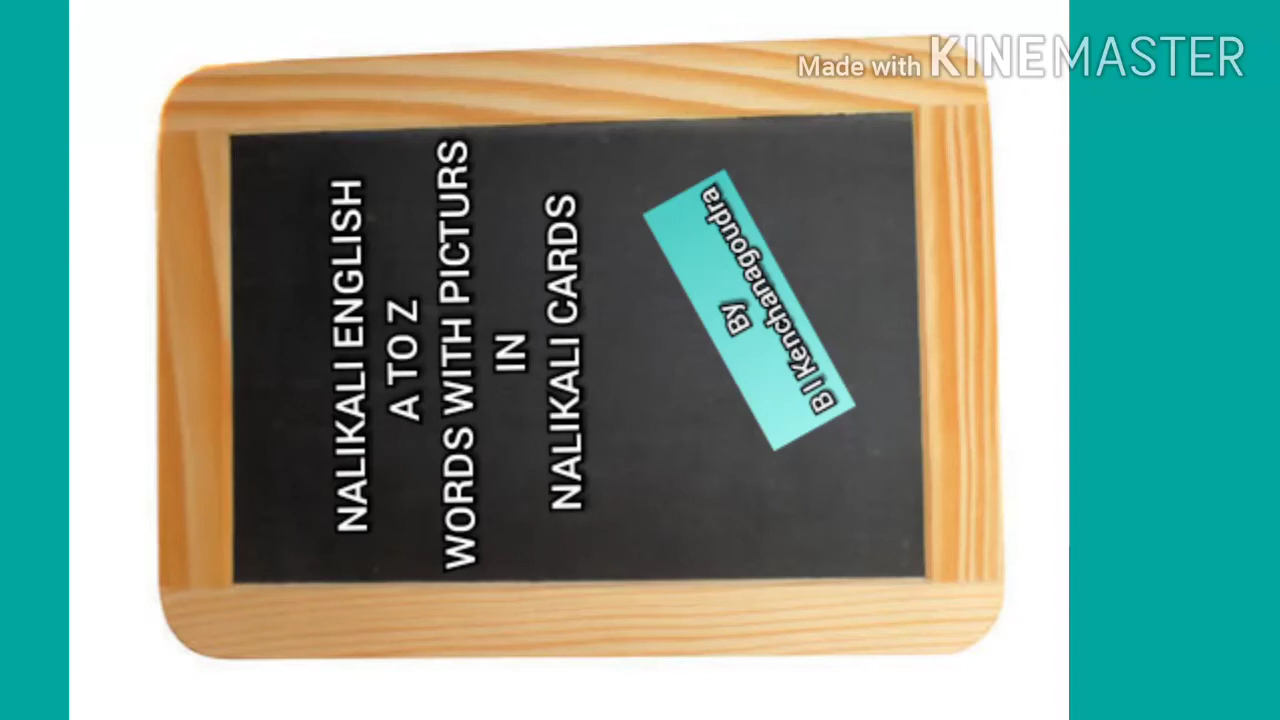 Made with KINEMASTER
NALIKALI ENGLISH
A TO Z
WORDS WITH PICTURS
IN
NALIKALI CARDS
By
B I Kenchanagoudra